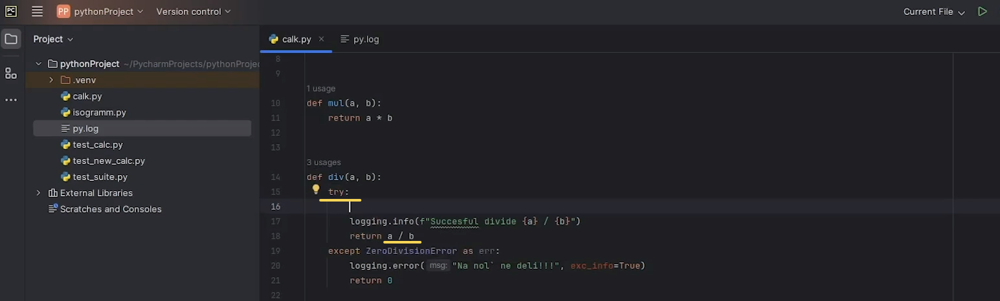 PC PP pythonProject Version control Current File
Project
calk.py py.log
pythonProject ~/PycharmProjects/pythonProjec
.venv
calk.py
isogramm.py
py.log
test_calc.py
test_new_calc.py
test_suite.py
External Libraries
Scratches and Consoles
8
9
1 usage
10 def mul(a, b):
11 return a * b
12
13
3 usages
14 def div(a, b):
15 try:
16
17 logging.info(f"Succesful divide {a} / {b}")
18 return a / b
19 except ZeroDivisionError as err:
20 logging.error( msg: "Na nol` ne deli!!!", exc_info=True)
21 return 0
22